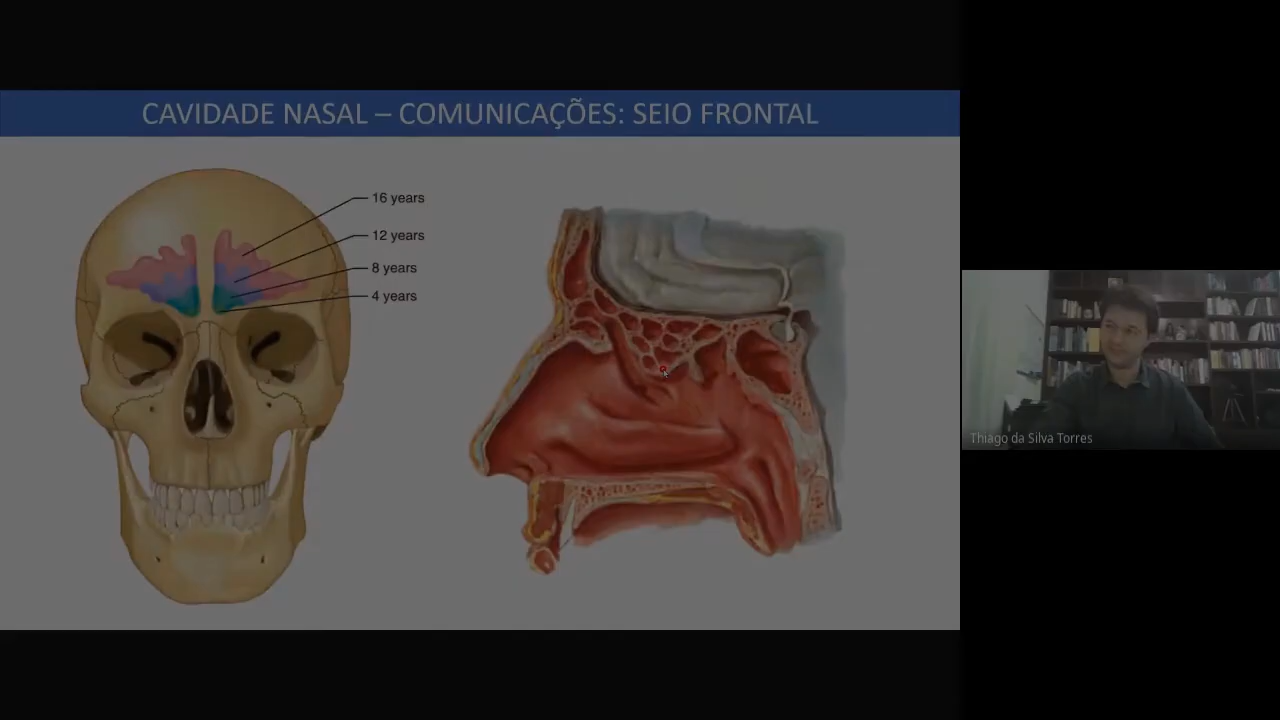 CAVIDADE NASAL – COMUNICAÇÕES: SEIO FRONTAL
16 years
12 years
8 years
4 years
Thiago da Silva Torres